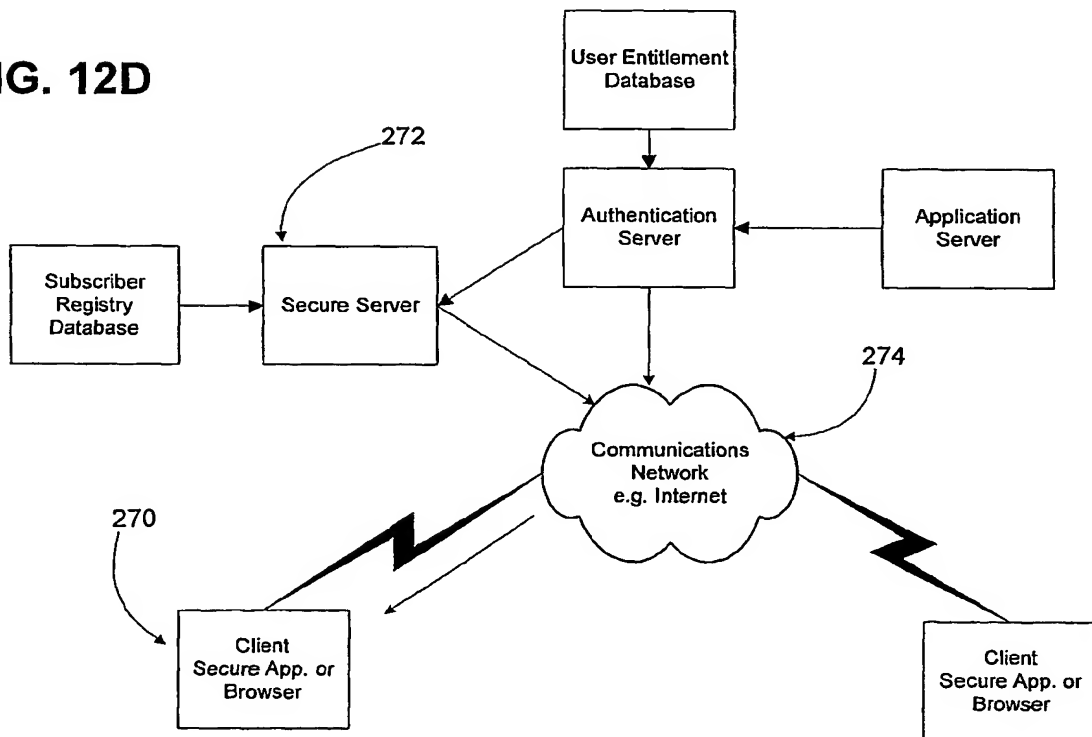 IG. 12D
User Entitlement
Database
272
Authentication
Server
Application
Server
Subscriber
Registry
Database
Secure Server
274
Communications
Network
e.g. Internet
270
Client
Secure App. or
Browser
Client
Secure App. or
Browser